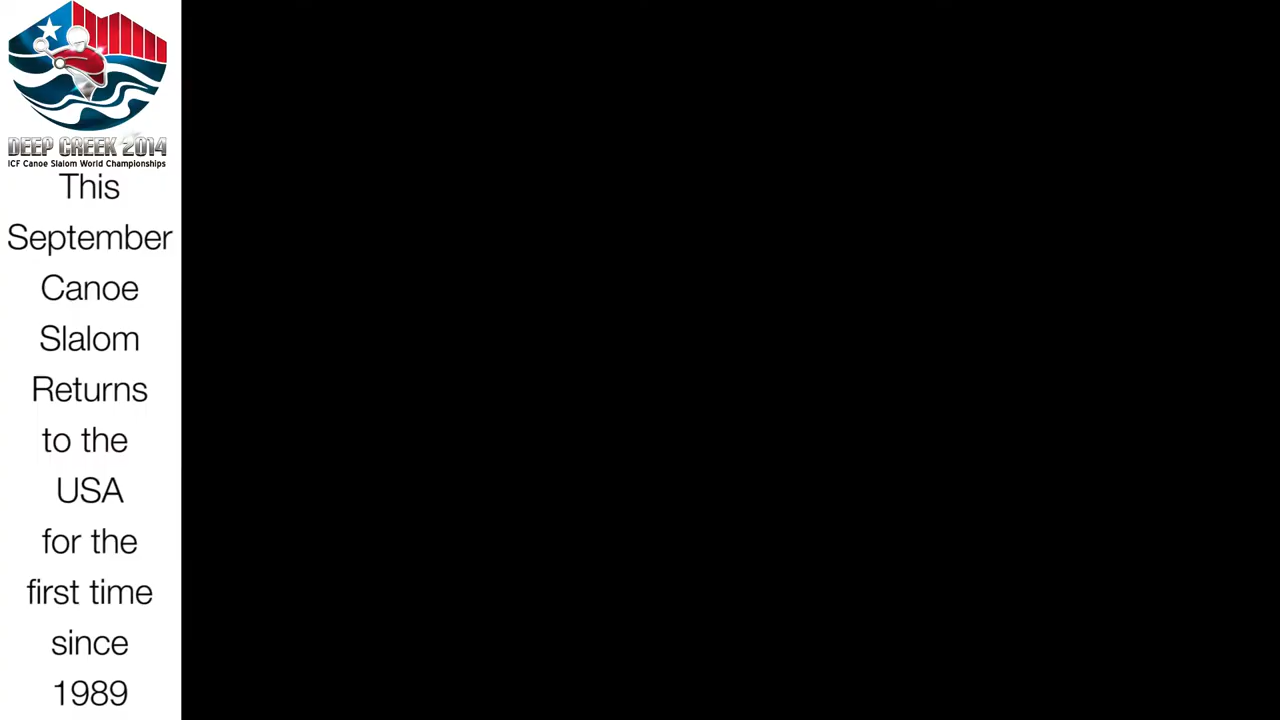 DEEP CREEK 2014
ICF Canoe Slalom World Championships
This
September
Canoe
Slalom
Returns
to the
USA
for the
first time
since
1989